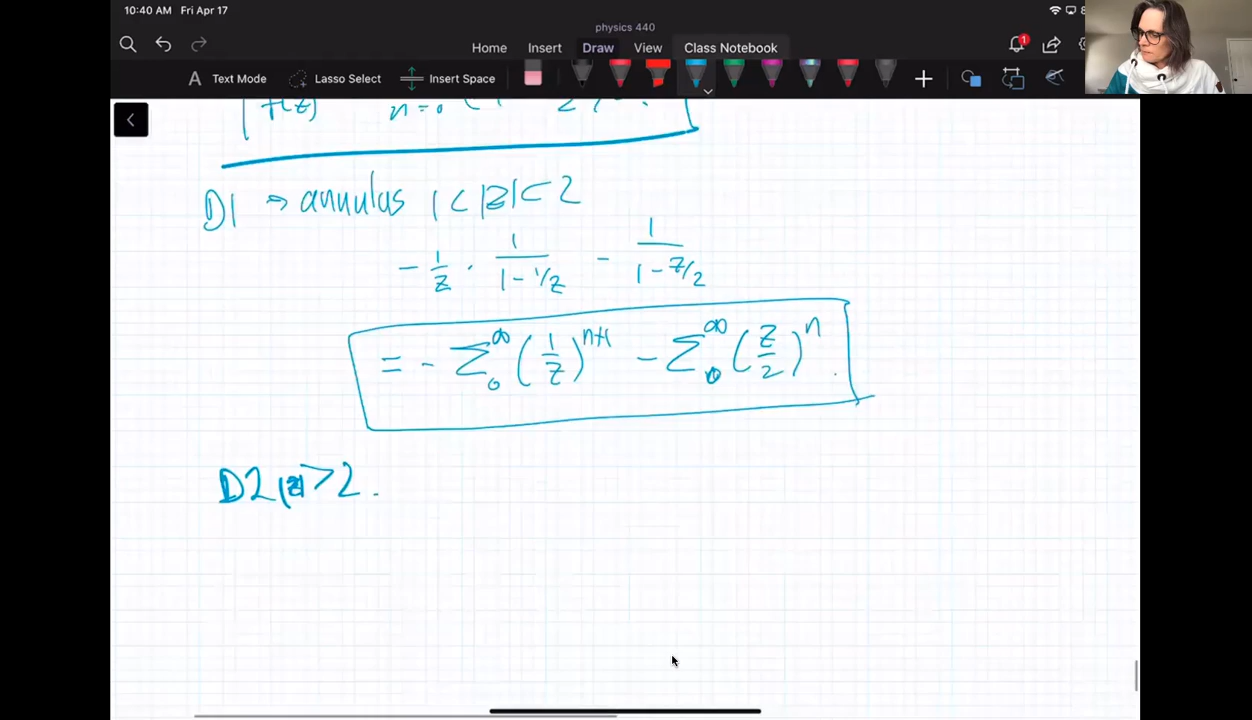 10:40 AM Fri Apr 17
physics 440
Home Insert Draw View Class Notebook
1
Text Mode Lasso Select Insert Space
f(z) n=0
D1 → annulus 1<|z|<2
- 1/z · 1/(1 - 1/z) - 1/(1 - z/2)
= - Σ_0^∞ (1/z)^{n+1} - Σ_0^∞ (z/2)^n .
D2 |z|>2 .